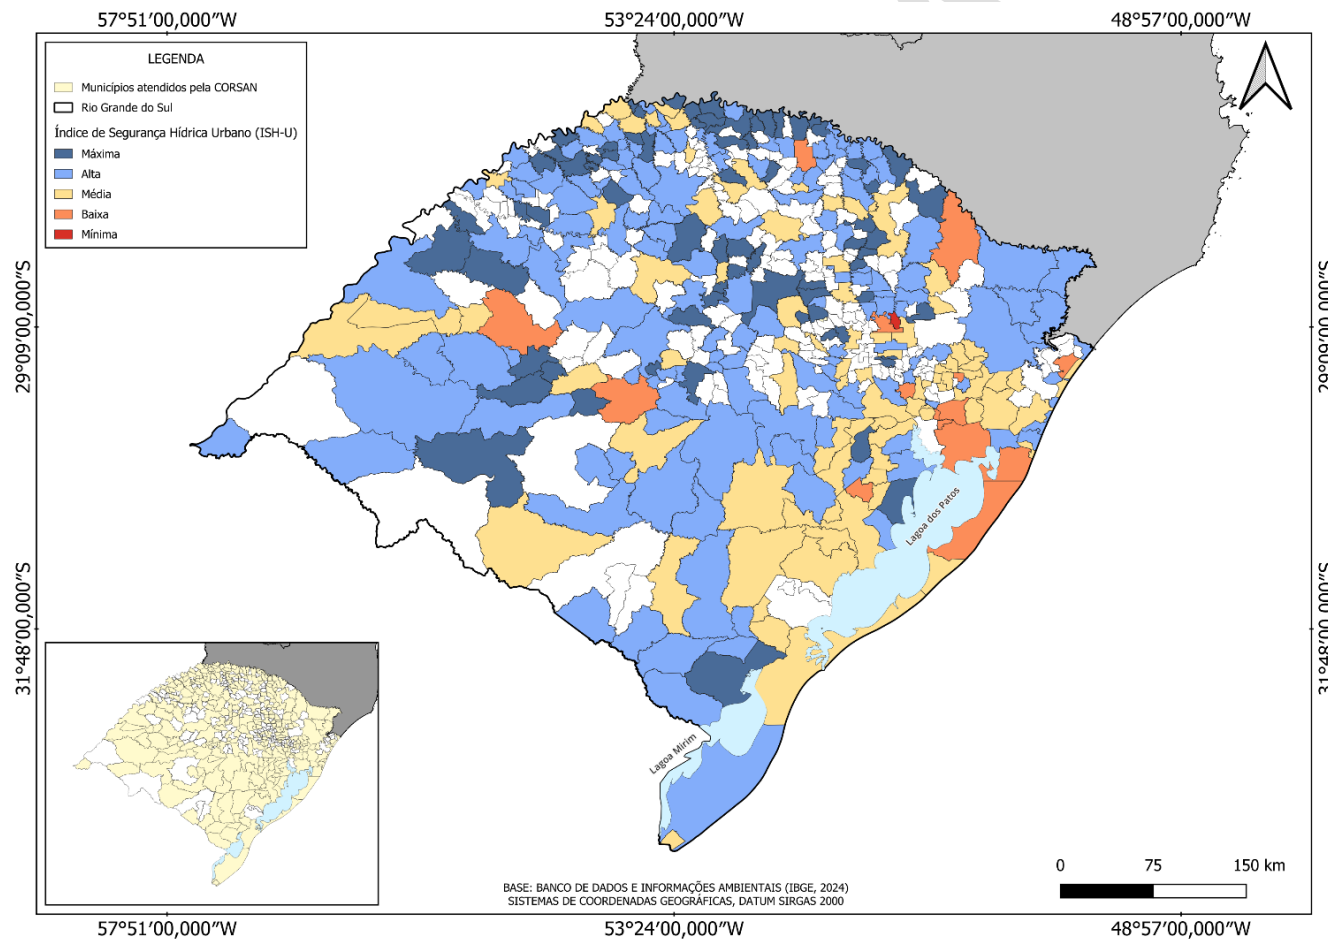 57°51′00,000″W
53°24′00,000″W
48°57′00,000″W
LEGENDA
Municípios atendidos pela CORSAN
Rio Grande do Sul
Índice de Segurança Hídrica Urbano (ISH-U)
Máxima
Alta
Média
Baixa
Mínima
29°09′00,000″S
29°09′00,000″S
Lagoa dos Patos
31°48′00,000″S
31°48′00,000″S
Lagoa Mirim
0 75 150 km
BASE: BANCO DE DADOS E INFORMAÇÕES AMBIENTAIS (IBGE, 2024)
SISTEMAS DE COORDENADAS GEOGRÁFICAS, DATUM SIRGAS 2000
57°51′00,000″W
53°24′00,000″W
48°57′00,000″W